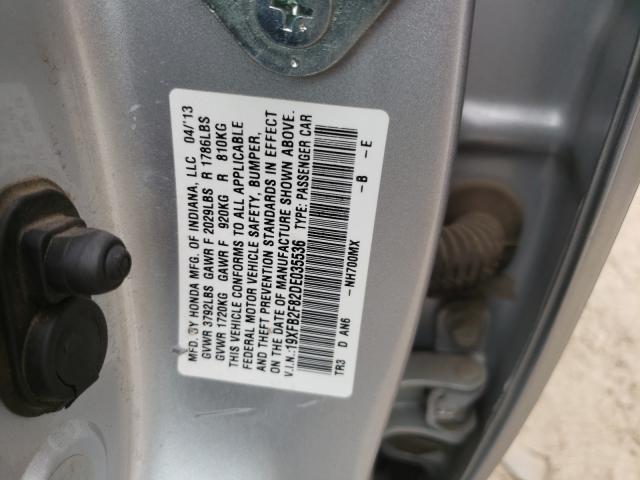 MFD. BY HONDA MFG. OF INDIANA, LLC 04/'13
GVWR 3792LBS GAWR F 2029LBS R 1786LBS
GVWR 1720KG GAWR F 920KG R 810KG
THIS VEHICLE CONFORMS TO ALL APPLICABLE
FEDERAL MOTOR VEHICLE SAFETY, BUMPER,
AND THEFT PREVENTION STANDARDS IN EFFECT
ON THE DATE OF MANUFACTURE SHOWN ABOVE.
V.I.N.: 19XFB2F82DE035536 TYPE: PASSENGER CAR
TR3 D AN6 -NH700MX -B -E